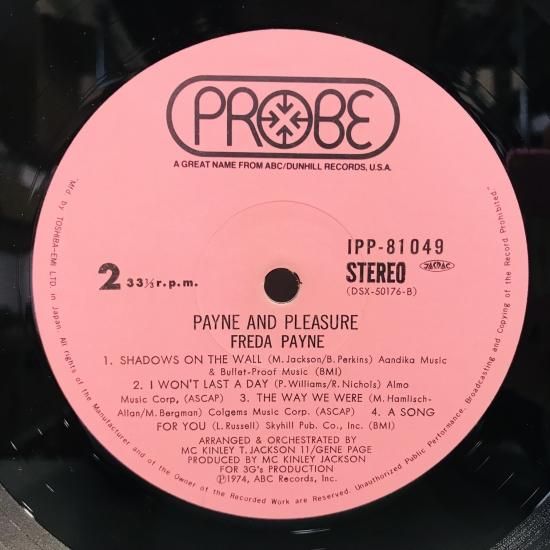 PROBE
A GREAT NAME FROM ABC/DUNHILL RECORDS, U.S.A.
IPP-81049
2 33⅓ r.p.m.
STEREO JASRAC
(DSX-50176-B)
PAYNE AND PLEASURE
FREDA PAYNE
1. SHADOWS ON THE WALL (M. Jackson/B. Perkins) Aandika Music
& Bullet-Proof Music (BMI)
2. I WON'T LAST A DAY (P. Williams/R. Nichols) Almo
Music Corp, (ASCAP) 3. THE WAY WE WERE (M. Hamlisch-
Allan/M. Bergman) Colgems Music Corp. (ASCAP) 4. A SONG
FOR YOU (L. Russell) Skyhill Pub. Co., Inc. (BMI)
ARRANGED & ORCHESTRATED BY
MC KINLEY T. JACKSON 11/GENE PAGE
PRODUCED BY MC KINLEY JACKSON
FOR 3G's PRODUCTION
Ⓟ1974, ABC Records, Inc.
"Mfd by TOSHIBA-EMI LTD. in Japan. All rights of the Manufacturer and of the Owner of the Recorded Work are Reserved. Unauthorized Public Performance, Broadcasting and Copying of the Record Prohibited."